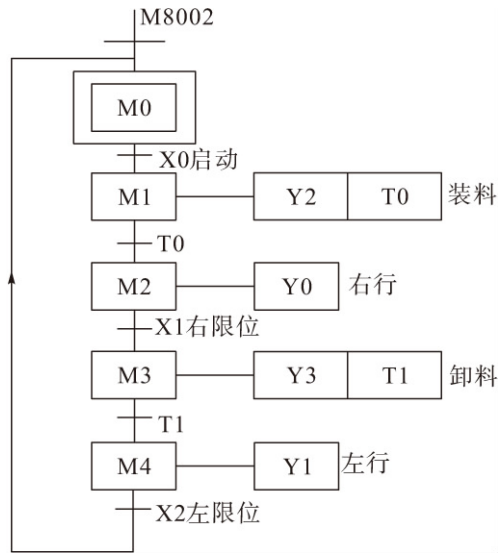 M8002
M0
X0启动
M1 Y2 T0 装料
T0
M2 Y0 右行
X1右限位
M3 Y3 T1 卸料
T1
M4 Y1 左行
X2左限位